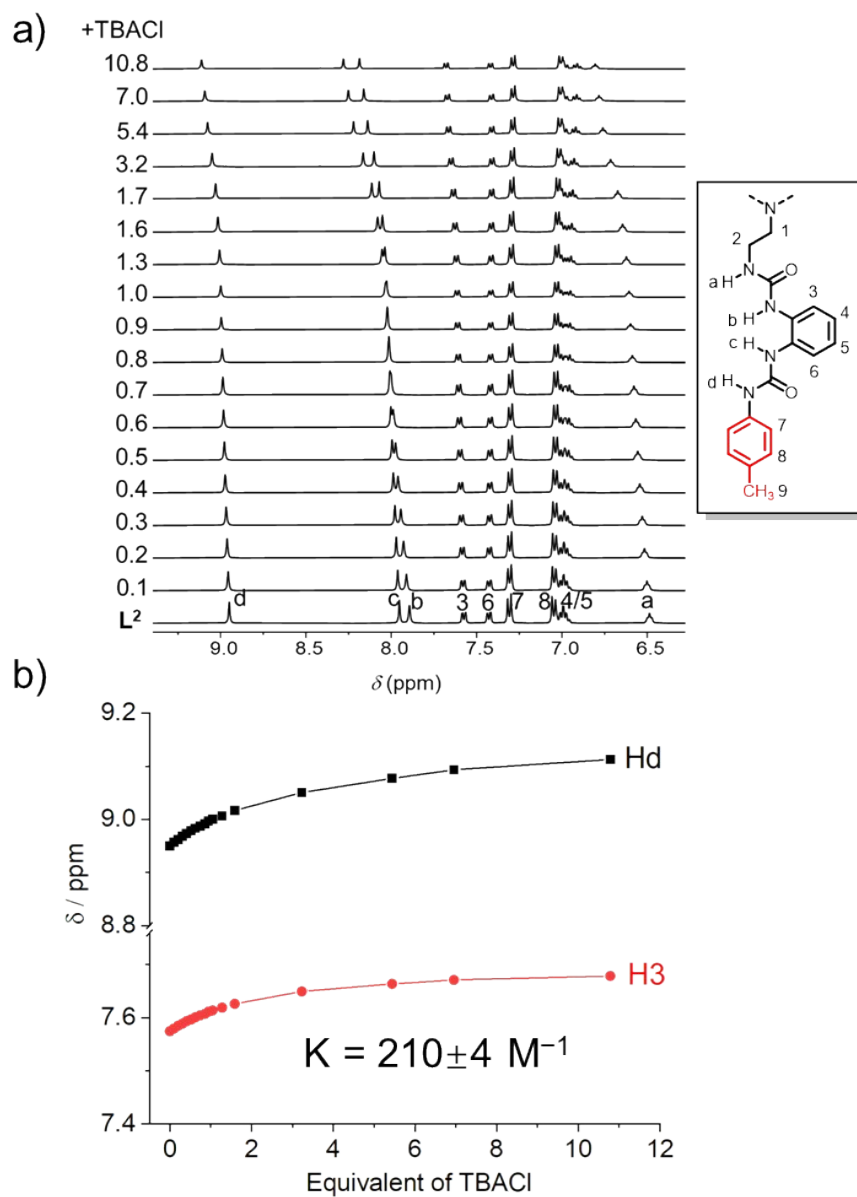 a) +TBACl
10.8
7.0
5.4
3.2
1.7
1.6
1.3
1.0
0.9
0.8
0.7
0.6
0.5
0.4
0.3
0.2
0.1
L²
d c b 3 6 7 8 4/5 a
9.0 8.5 8.0 7.5 7.0 6.5
δ (ppm)
N
1
2
N
a H
O
N
b H
3
4
5
6
c H
N
d H
N
O
7
8
CH₃ 9
b)
9.2
9.0
8.8
7.6
7.4
δ / ppm
Hd
H3
K = 210±4 M⁻¹
0 2 4 6 8 10 12
Equivalent of TBACl